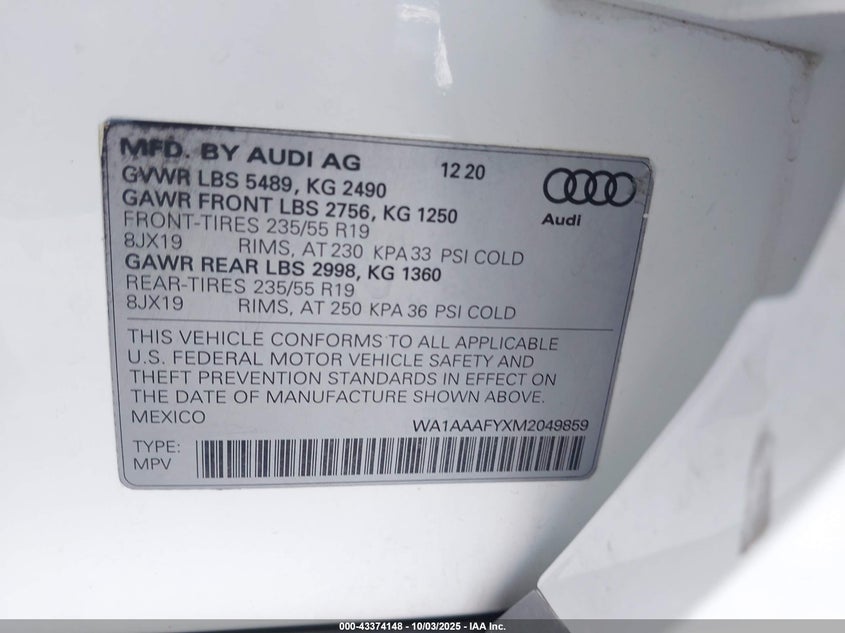 MFD. BY AUDI AG 12 20
GVWR LBS 5489, KG 2490
GAWR FRONT LBS 2756, KG 1250
FRONT-TIRES 235/55 R19
8JX19 RIMS, AT 230 KPA 33 PSI COLD
GAWR REAR LBS 2998, KG 1360
REAR-TIRES 235/55 R19
8JX19 RIMS, AT 250 KPA 36 PSI COLD
Audi
THIS VEHICLE CONFORMS TO ALL APPLICABLE
U.S. FEDERAL MOTOR VEHICLE SAFETY AND
THEFT PREVENTION STANDARDS IN EFFECT ON
THE DATE OF MANUFACTURE SHOWN ABOVE.
MEXICO
WA1AAAFYXM2049859
TYPE:
MPV
000-43374148 - 10/03/2025 - IAA Inc.